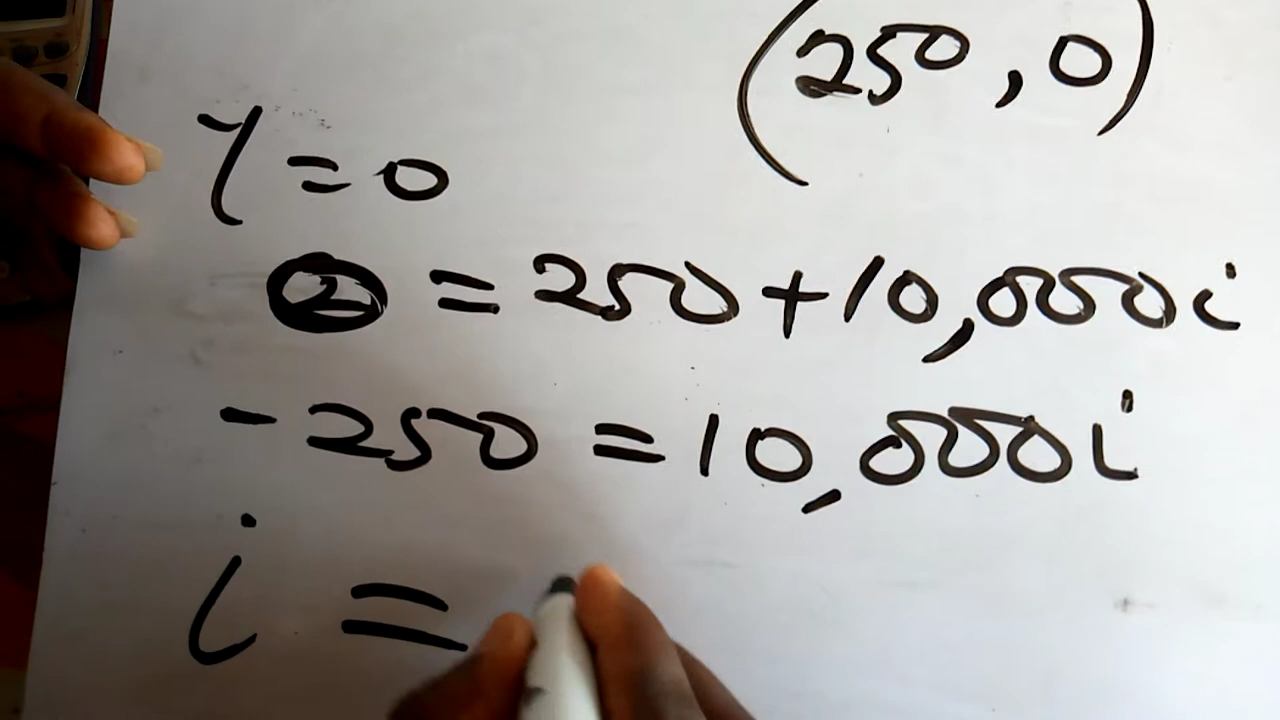 (250, 0)
Y = 0
0 = 250 + 10,000i
- 250 = 10,000i
i =